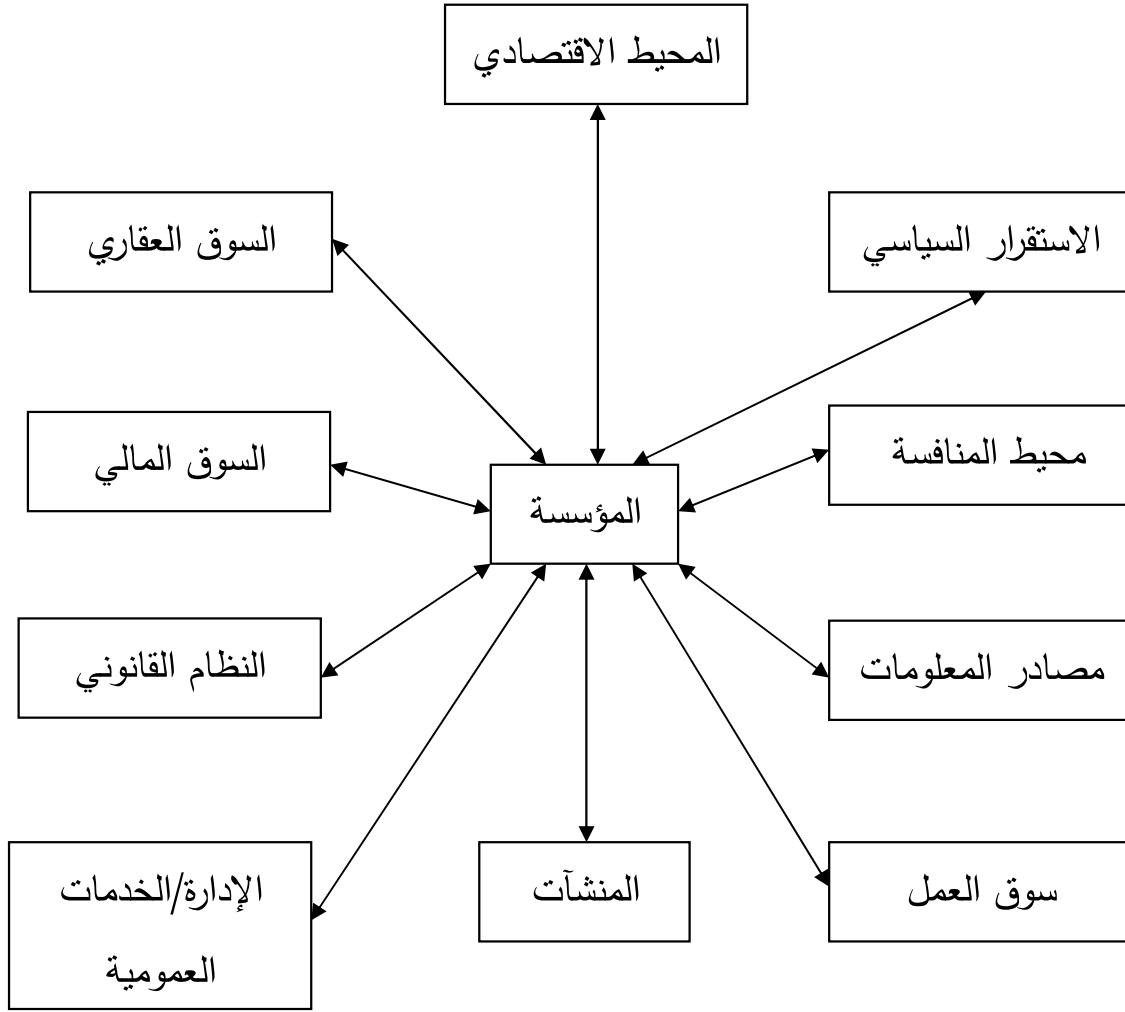 المحيط الاقتصادي
الاستقرار السياسي
السوق العقاري
محيط المنافسة
السوق المالي
المؤسسة
مصادر المعلومات
النظام القانوني
سوق العمل
المنشآت
الإدارة/الخدمات
العمومية